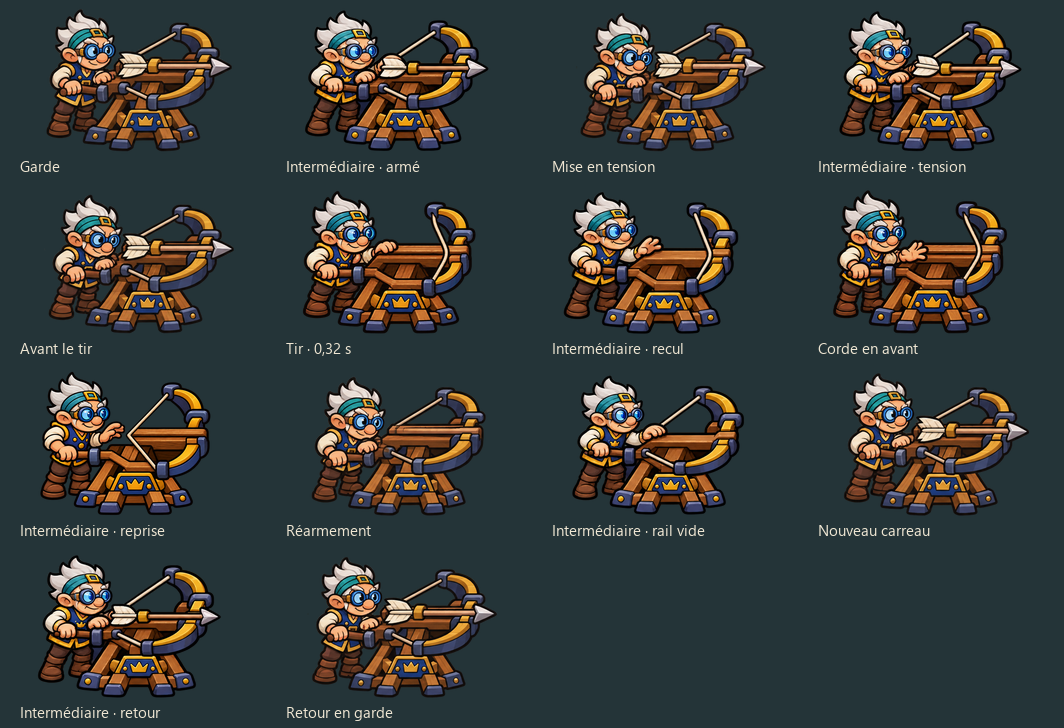 Garde
Intermédiaire · armé
Mise en tension
Intermédiaire · tension
Avant le tir
Tir · 0,32 s
Intermédiaire · recul
Corde en avant
Intermédiaire · reprise
Réarmement
Intermédiaire · rail vide
Nouveau carreau
Intermédiaire · retour
Retour en garde